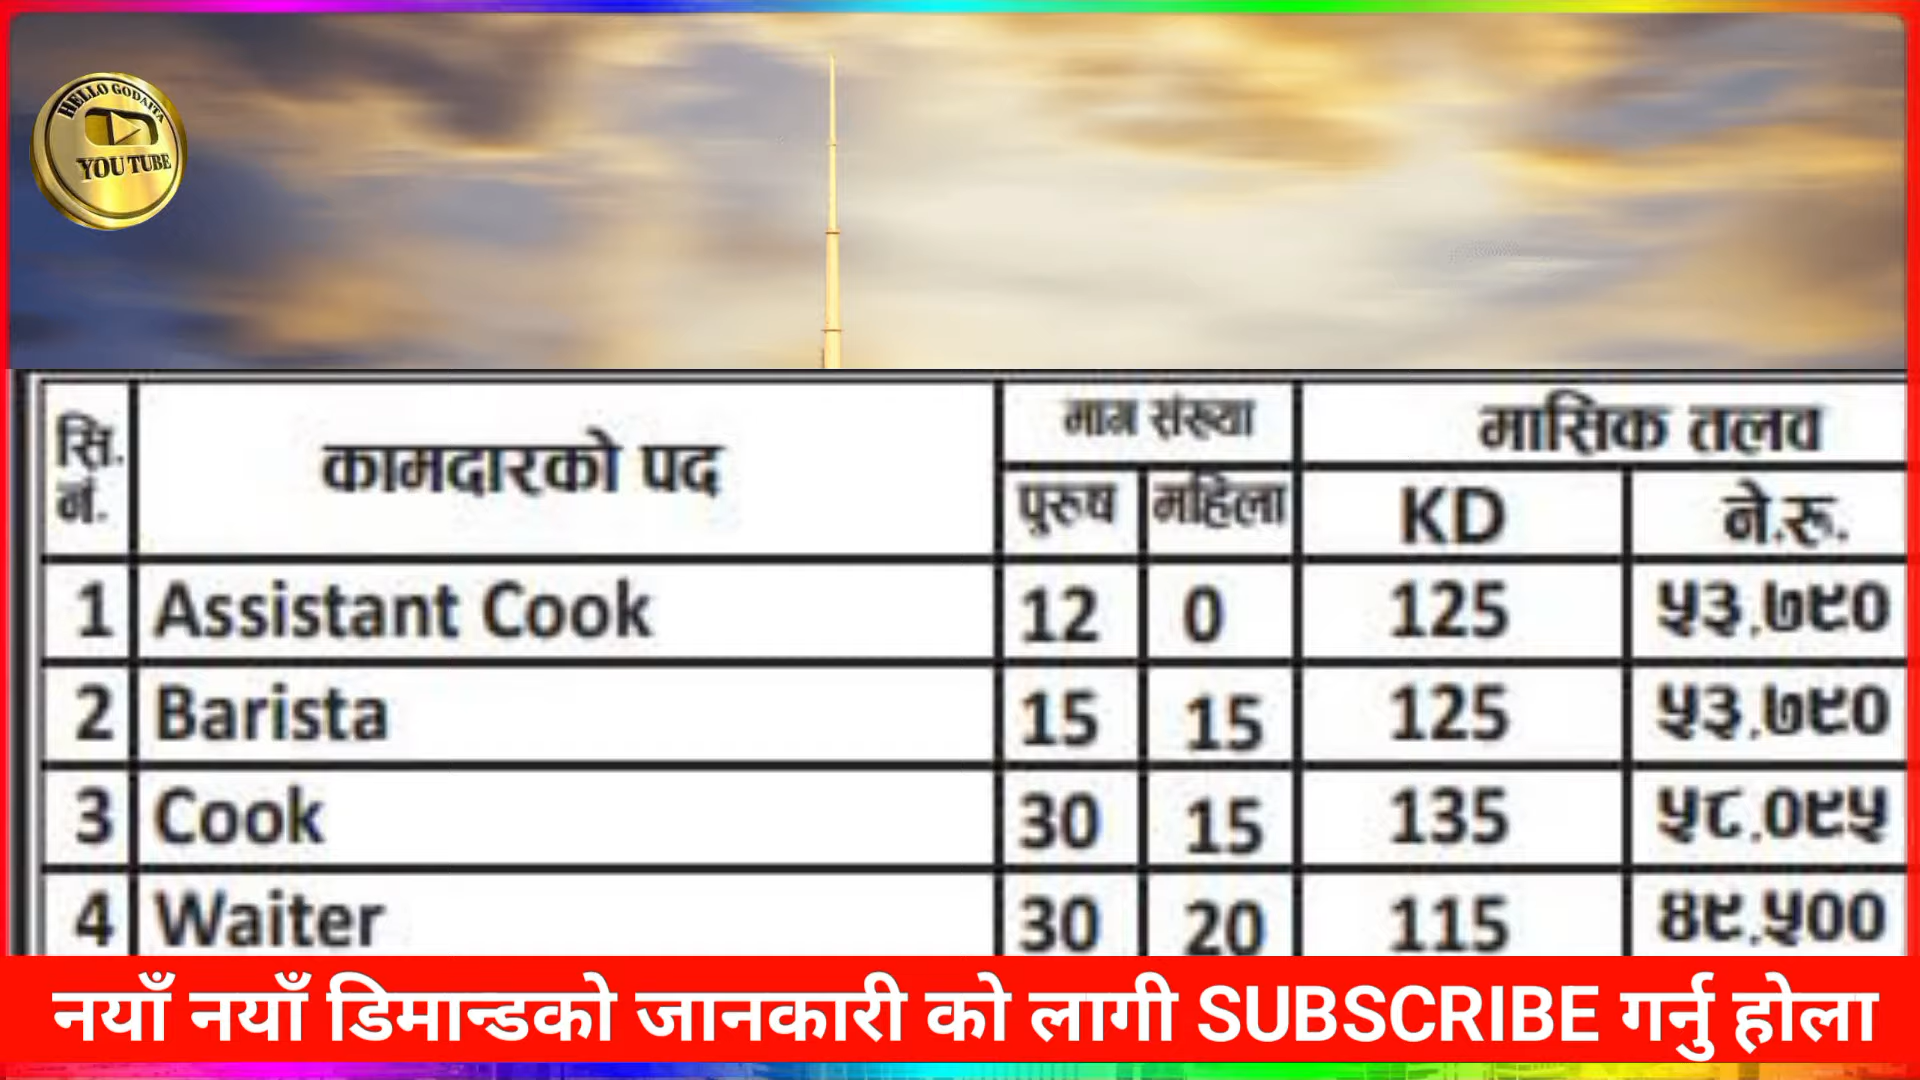 HELLO GODAITA
YOU TUBE
सि.नं. कामदारको पद माग संख्या मासिक तलव
पुरुष महिला KD ने.रु.
1 Assistant Cook 12 0 125 ५३,७९०
2 Barista 15 15 125 ५३,७९०
3 Cook 30 15 135 ५८,०९५
4 Waiter 30 20 115 ४९,५००
नयाँ नयाँ डिमान्डको जानकारी को लागी SUBSCRIBE गर्नु होला